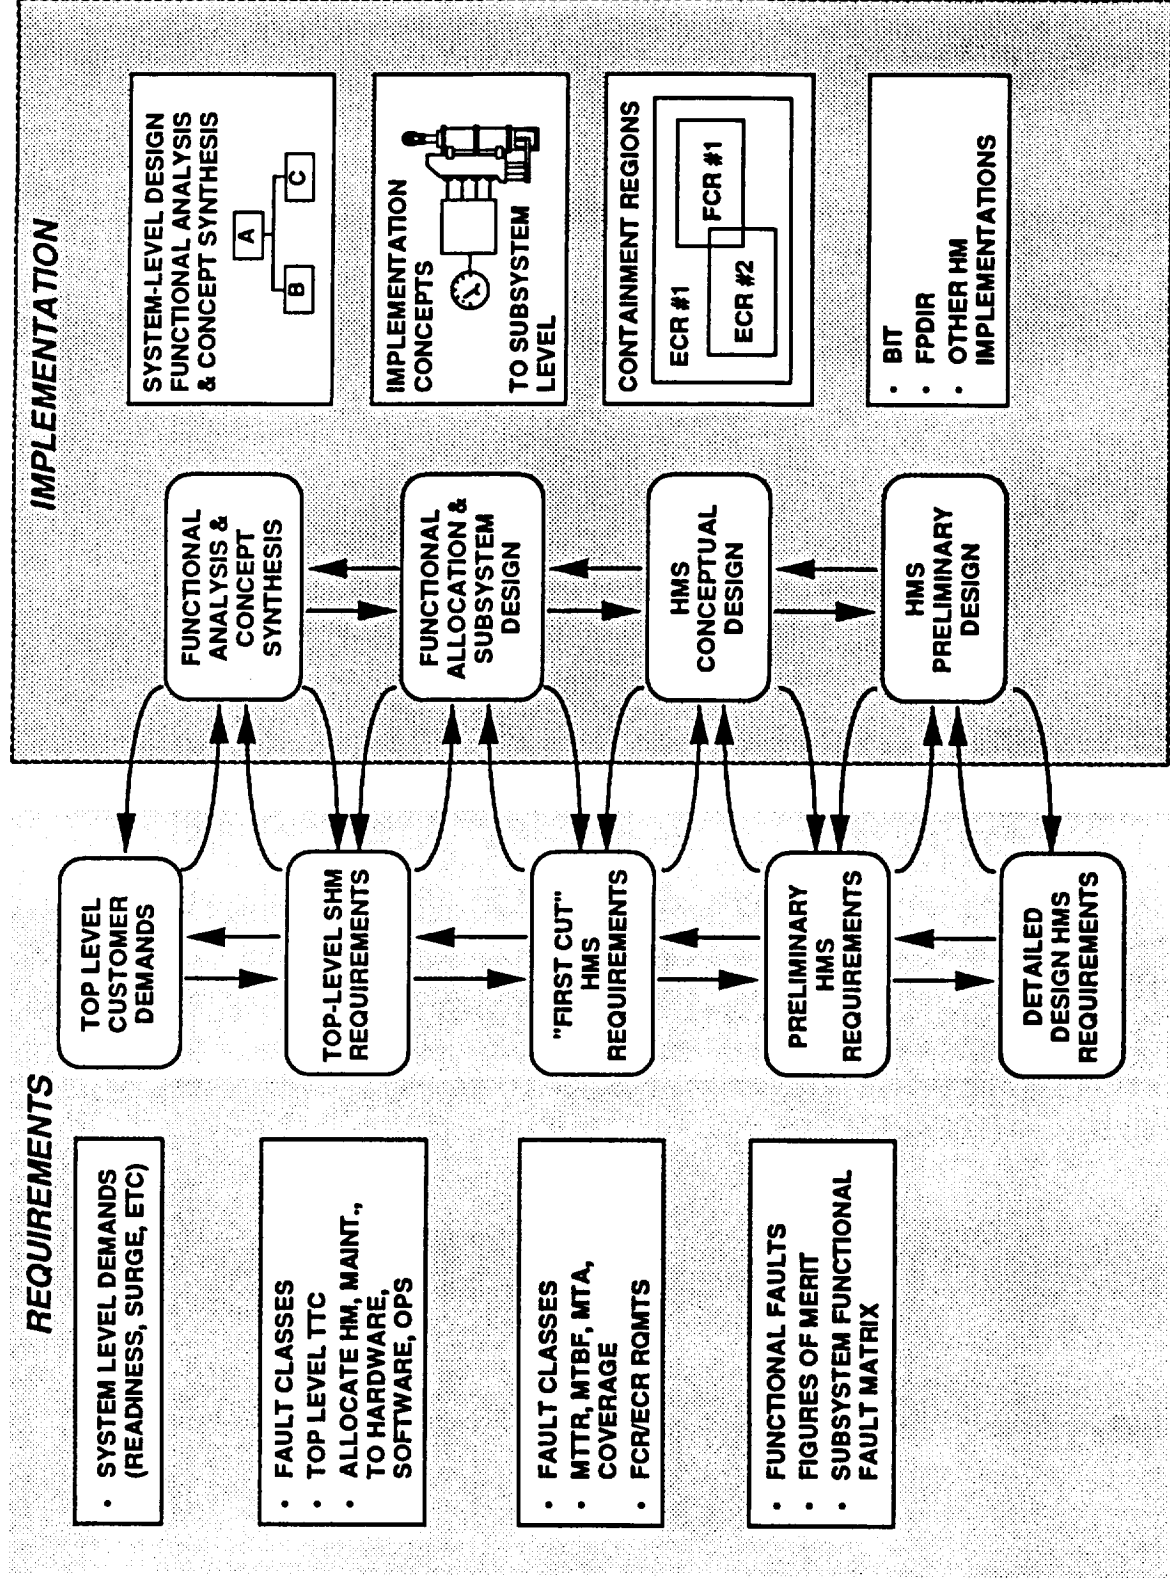 REQUIREMENTS
IMPLEMENTATION
• SYSTEM LEVEL DEMANDS
(READINESS, SURGE, ETC)
• FAULT CLASSES
• TOP LEVEL TTC
• ALLOCATE HM, MAINT.,
TO HARDWARE,
SOFTWARE, OPS
• FAULT CLASSES
• MTTR, MTBF, MTA,
COVERAGE
• FCR/ECR RQMTS
• FUNCTIONAL FAULTS
• FIGURES OF MERIT
• SUBSYSTEM FUNCTIONAL
FAULT MATRIX
TOP LEVEL
CUSTOMER
DEMANDS
TOP-LEVEL SHM
REQUIREMENTS
"FIRST CUT"
HMS
REQUIREMENTS
PRELIMINARY
HMS
REQUIREMENTS
DETAILED
DESIGN HMS
REQUIREMENTS
FUNCTIONAL
ANALYSIS &
CONCEPT
SYNTHESIS
FUNCTIONAL
ALLOCATION &
SUBSYSTEM
DESIGN
HMS
CONCEPTUAL
DESIGN
HMS
PRELIMINARY
DESIGN
SYSTEM-LEVEL DESIGN
FUNCTIONAL ANALYSIS
& CONCEPT SYNTHESIS
A
B
C
IMPLEMENTATION
CONCEPTS
TO SUBSYSTEM
LEVEL
CONTAINMENT REGIONS
ECR #1
FCR #1
ECR #2
• BIT
• FPDIR
• OTHER HM
IMPLEMENTATIONS